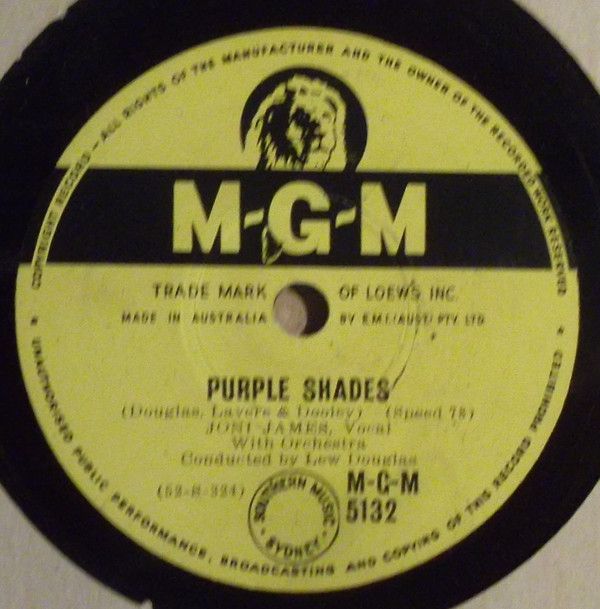 COPYRIGHT RECORD — ALL RIGHTS OF THE MANUFACTURER AND THE OWNER OF THE RECORDED WORK RESERVED
M-G-M
TRADE MARK OF LOEWS INC.
MADE IN AUSTRALIA BY E.M.I. (AUST.) PTY. LTD.
PURPLE SHADES
(Douglas, Lavere & Dooley) (Speed 78)
JONI JAMES, Vocal
With Orchestra
Conducted by Lew Douglas
(52-S-324)
M-G-M
5132
SOUTHERN MUSIC
SYDNEY
UNAUTHORISED PUBLIC PERFORMANCE, BROADCASTING AND COPYING OF THIS RECORD PROHIBITED